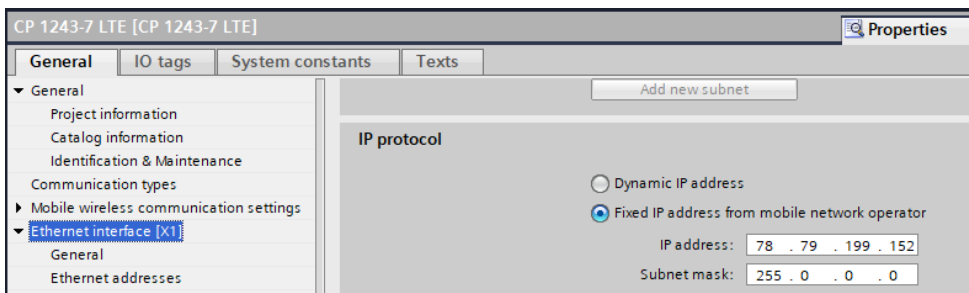 CP 1243-7 LTE [CP 1243-7 LTE]
Properties
General IO tags System constants Texts
General
Project information
Catalog information
Identification & Maintenance
Communication types
Mobile wireless communication settings
Ethernet interface [X1]
General
Ethernet addresses
Add new subnet
IP protocol
Dynamic IP address
Fixed IP address from mobile network operator
IP address: 78 . 79 . 199 . 152
Subnet mask: 255 . 0 . 0 . 0